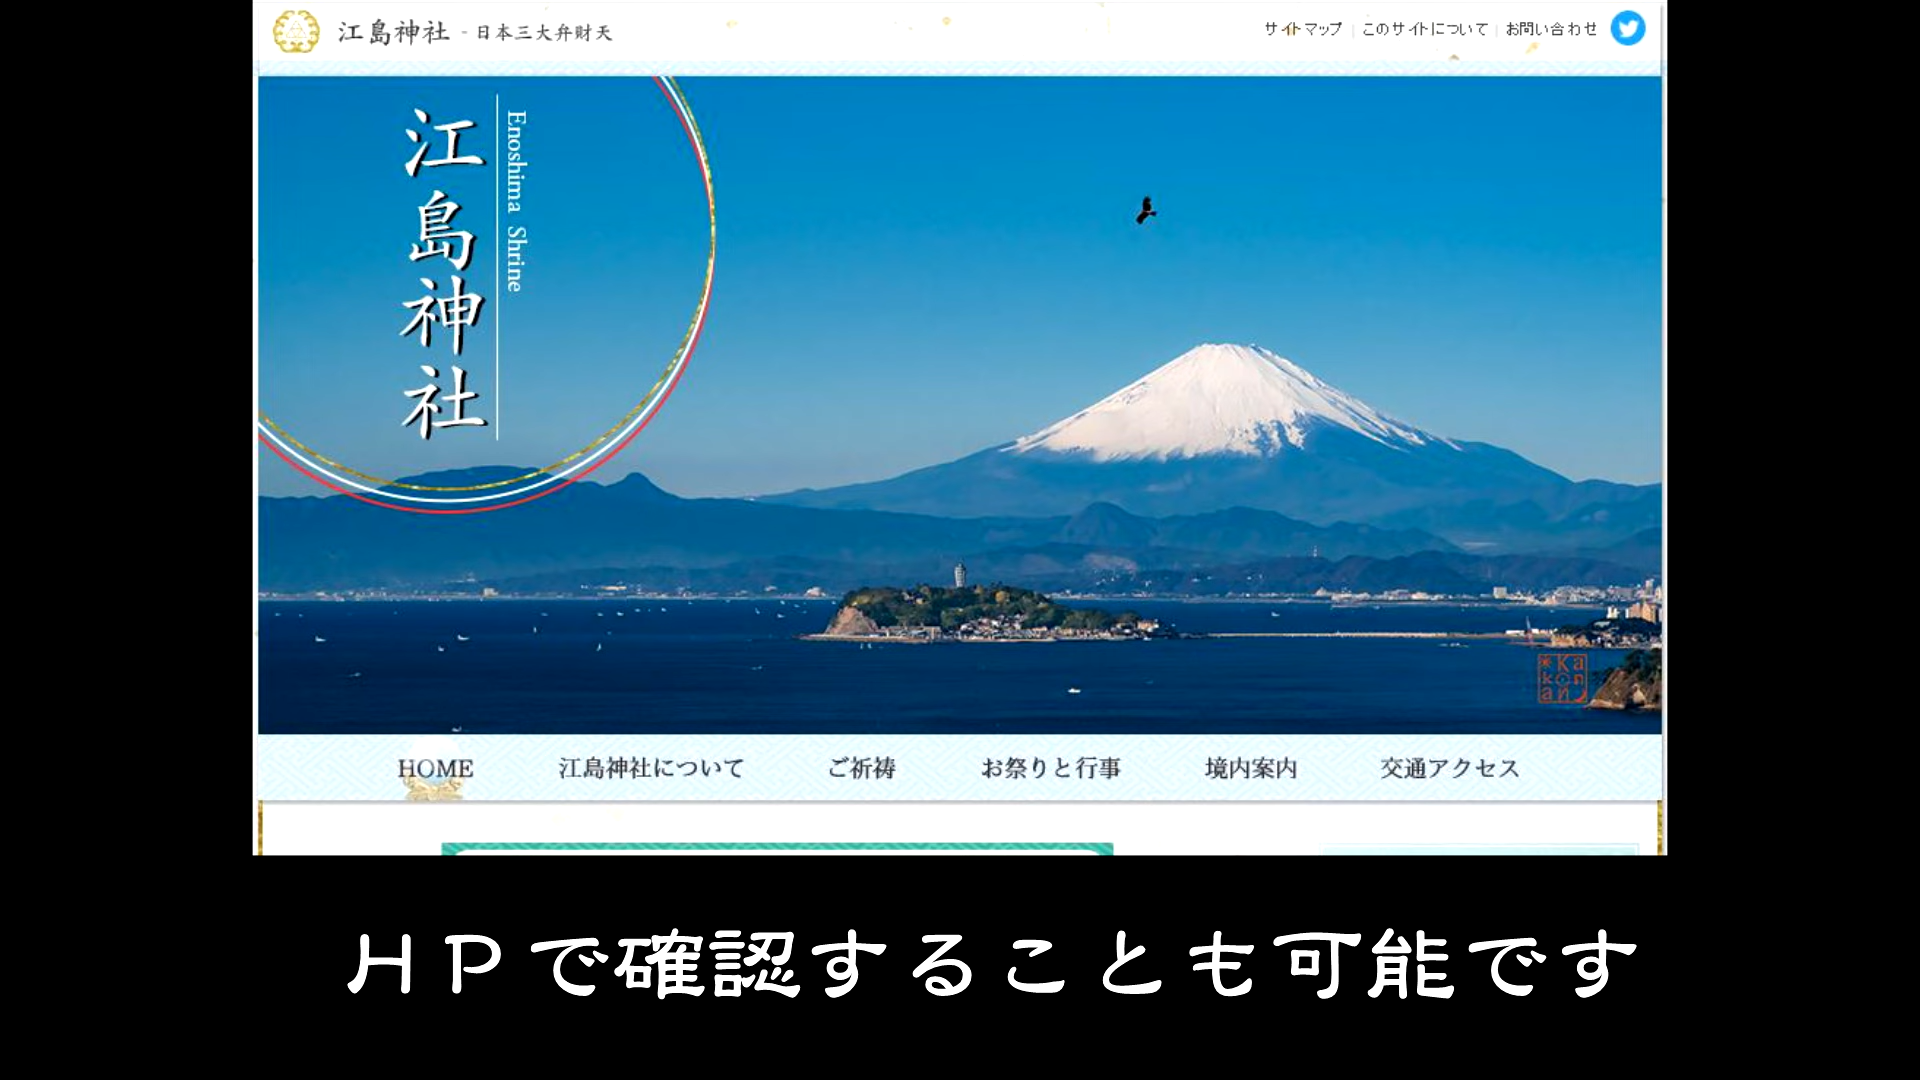 江島神社 - 日本三大弁財天
サイトマップ | このサイトについて | お問い合わせ
江島神社
Enoshima Shrine
Ka
kon
an
HOME 江島神社について ご祈祷 お祭りと行事 境内案内 交通アクセス
HPで確認することも可能です